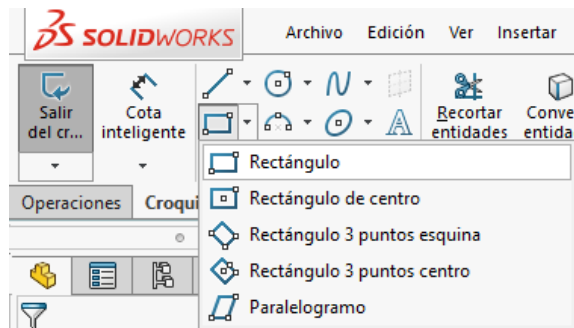 SOLIDWORKS
Archivo Edición Ver Insertar
Salir del cr...
Cota inteligente
Recortar entidades
Conve
entida
Rectángulo
Rectángulo de centro
Rectángulo 3 puntos esquina
Rectángulo 3 puntos centro
Paralelogramo
Operaciones Croqui